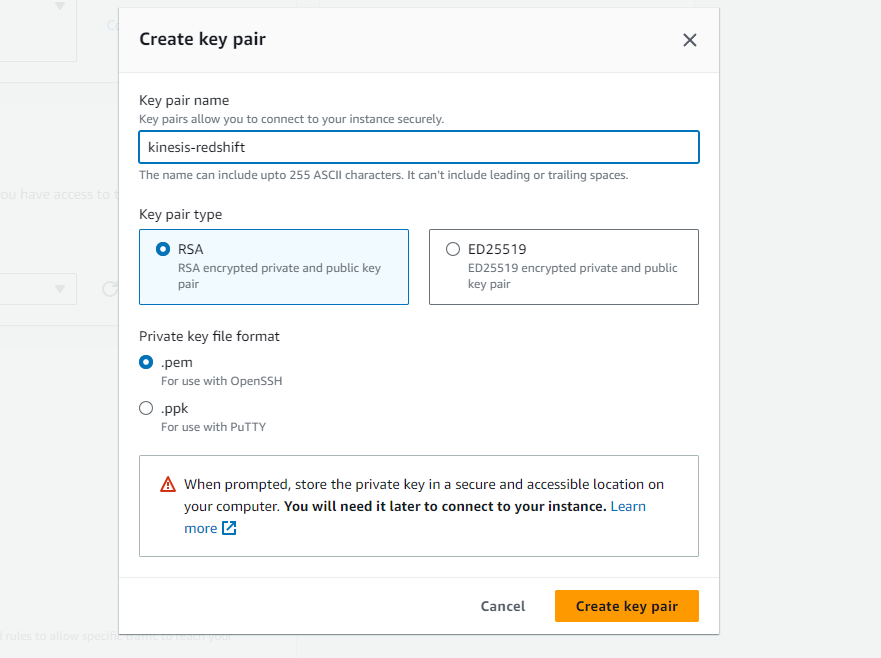 Create key pair
Key pair name
Key pairs allow you to connect to your instance securely.
kinesis-redshift
The name can include upto 255 ASCII characters. It can't include leading or trailing spaces.
ou have access to t
Key pair type
RSA
RSA encrypted private and public key
pair
ED25519
ED25519 encrypted private and public
key pair
Private key file format
.pem
For use with OpenSSH
.ppk
For use with PuTTY
When prompted, store the private key in a secure and accessible location on
your computer. You will need it later to connect to your instance. Learn
more
Cancel
Create key pair
d rules to allow specific traffic to reach your